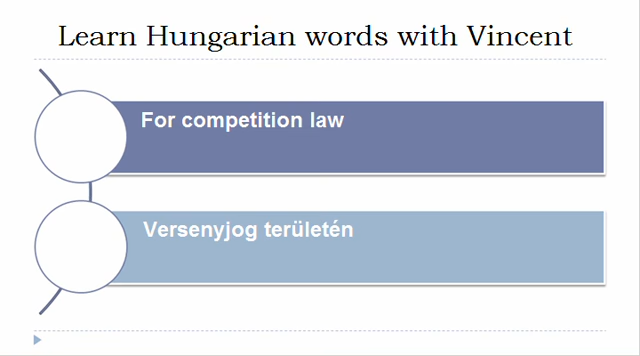 Learn Hungarian words with Vincent
For competition law
Versenyjog területén